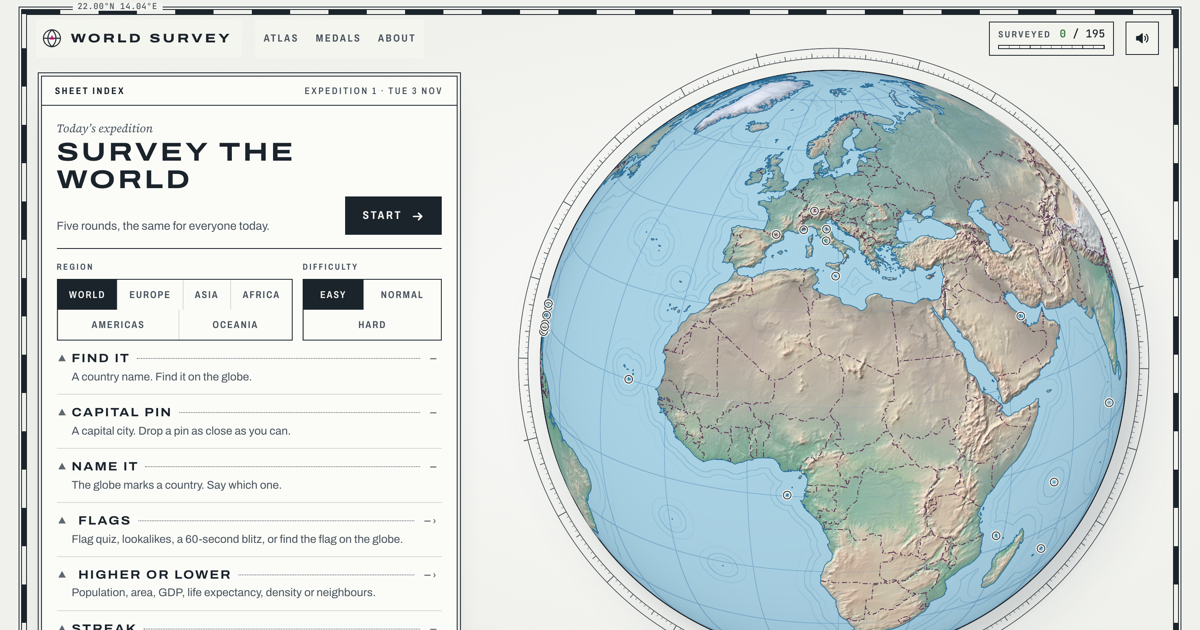 22.00°N 14.04°E
WORLD SURVEY
ATLAS MEDALS ABOUT
SURVEYED 0 / 195
SHEET INDEX
EXPEDITION 1 · TUE 3 NOV
Today's expedition
SURVEY THE
WORLD
Five rounds, the same for everyone today.
START →
REGION
DIFFICULTY
WORLD EUROPE ASIA AFRICA
AMERICAS OCEANIA
EASY NORMAL
HARD
FIND IT –
A country name. Find it on the globe.
CAPITAL PIN –
A capital city. Drop a pin as close as you can.
NAME IT –
The globe marks a country. Say which one.
FLAGS – ›
Flag quiz, lookalikes, a 60-second blitz, or find the flag on the globe.
HIGHER OR LOWER – ›
Population, area, GDP, life expectancy, density or neighbours.
STREAK –